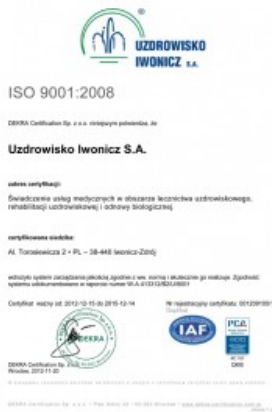 UZDROWISKO
IWONICZ S.A.
ISO 9001:2008
DEKRA Certification Sp. z o.o. niniejszym potwierdza, że
Uzdrowisko Iwonicz S.A.
zakres certyfikacji:
Świadczenie usług medycznych w obszarze lecznictwa uzdrowiskowego,
rehabilitacji uzdrowiskowej i odnowy biologicznej.
certyfikowana siedziba:
Al. Torosiewicza 2 • PL – 38-440 Iwonicz-Zdrój
wdrożyło system zarządzania jakością zgodnie z ww. normą i skutecznie go realizuje. Zgodność
systemu udokumentowano w raporcie nr
Certyfikat ważny od 2012-12-15 do 2015-12-14
Nr rejestracyjny certyfikatu:
DEKRA
IAF
PCA
QMS
DEKRA Certification Sp. z o.o.
Wrocław, 2012-11-20